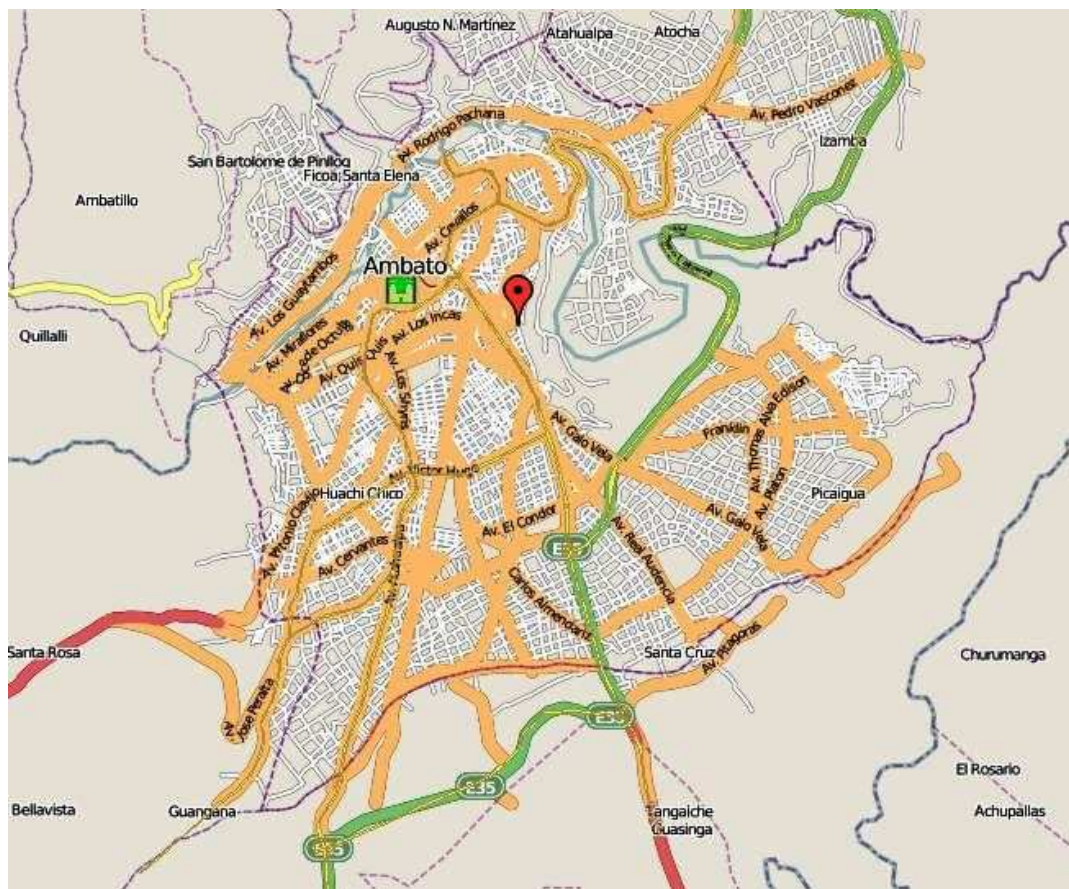 Augusto N. Martínez
Atahualpa
Atocha
Av. Pedro Vasconez
Av. Rodrigo Pachana
Izamba
San Bartolome de Pinlloq
Ficoa;Santa Elena
Ambatillo
Av. Cevallos
Ambato
Av. Los Guaytambos
Quillalli
Av. Miraflores
Av. Los Incas
Av. Quis
Quis
Av. Los Shyris
Av. Thomas Alva Edison
Franklin
Av. Galo Vela
Av. Victor Hugo
Huachi Chico
Av. Platon
Picaigua
Av. El Condor
Av. Galo Vela
Av. Cervantes
Av. Real Audiencia
E35
Carlos Armendariz
Santa Rosa
Santa Cruz
Av. Pitagoras
Churumanga
Av. Jose Peralta
E35
El Rosario
E35
Bellavista
Guangana
Tangaiche
Guasinga
Achupallas
E35